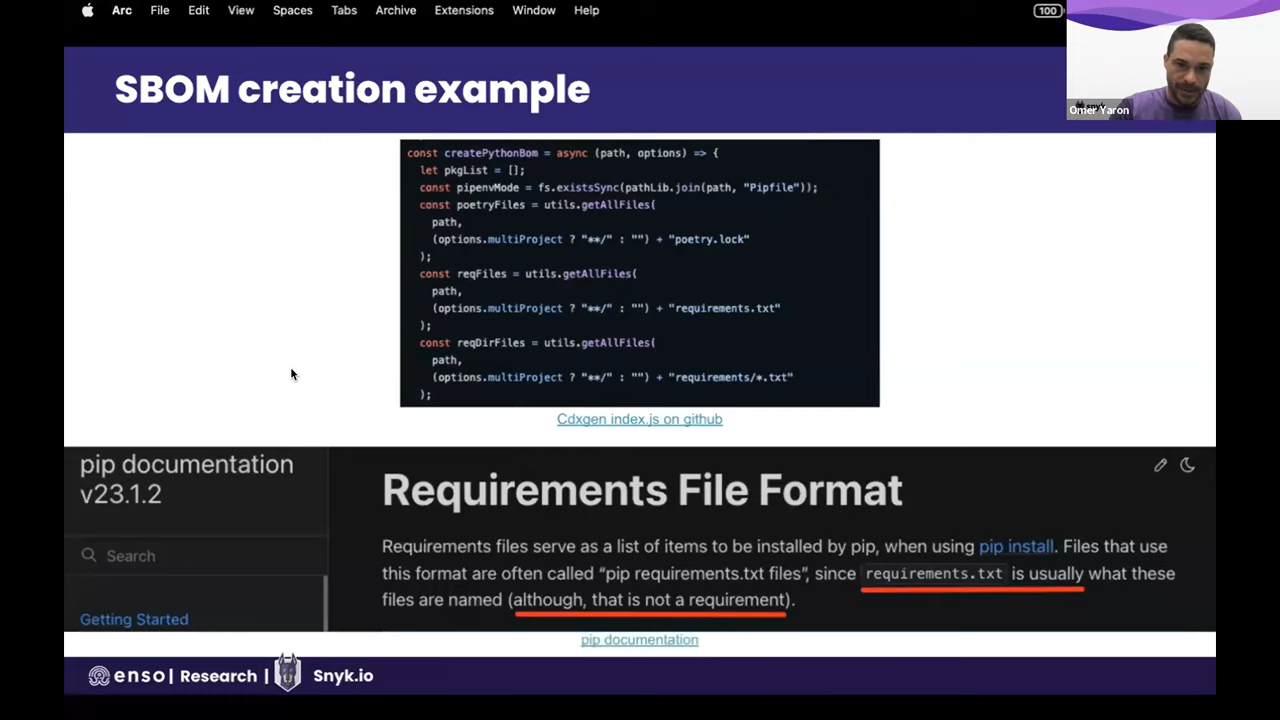 Arc File Edit View Spaces Tabs Archive Extensions Window Help 100
SBOM creation example
Omer Yaron
const createPythonBom = async (path, options) => {
let pkgList = [];
const pipenvMode = fs.existsSync(pathLib.join(path, "Pipfile"));
const poetryFiles = utils.getAllFiles(
path,
(options.multiProject ? "**/" : "") + "poetry.lock"
);
const reqFiles = utils.getAllFiles(
path,
(options.multiProject ? "**/" : "") + "requirements.txt"
);
const reqDirFiles = utils.getAllFiles(
path,
(options.multiProject ? "**/" : "") + "requirements/*.txt"
);
Cdxgen index.js on github
pip documentation
v23.1.2
Search
Getting Started
Requirements File Format
Requirements files serve as a list of items to be installed by pip, when using pip install. Files that use
this format are often called “pip requirements.txt files”, since requirements.txt is usually what these
files are named (although, that is not a requirement).
pip documentation
enso | Research | Snyk.io